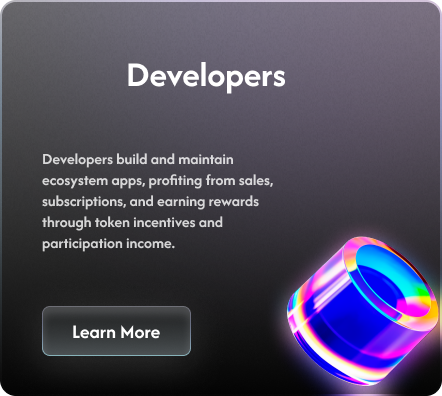 Developers
Developers build and maintain
ecosystem apps, profiting from sales,
subscriptions, and earning rewards
through token incentives and
participation income.
Learn More